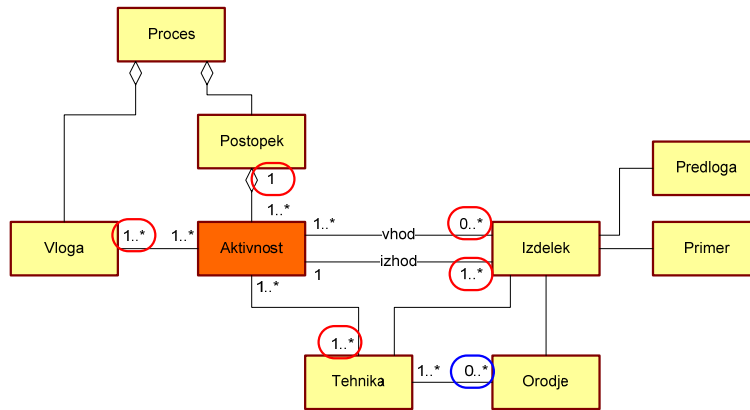 Proces
Postopek
1
1..*
Predloga
Vloga
1..*
1..*
Aktivnost
1..*
vhod
0..*
Izdelek
Primer
1
izhod
1..*
1..*
1..*
Tehnika
1..*
0..*
Orodje